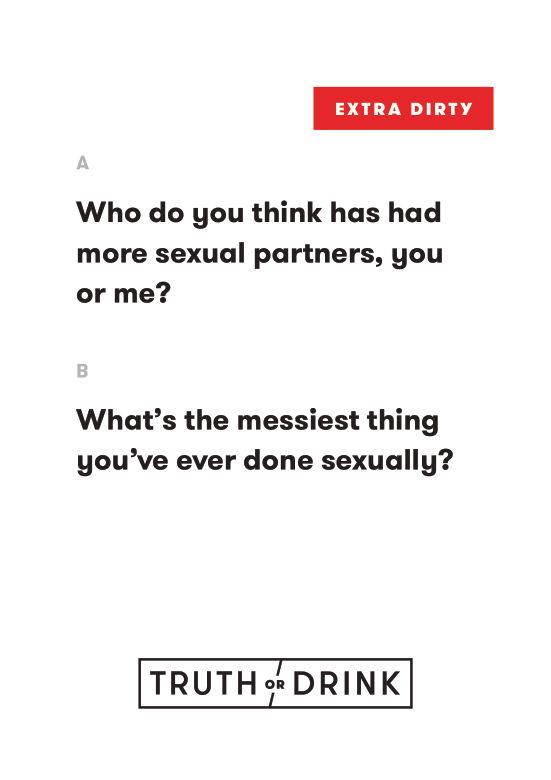 EXTRA DIRTY
A
Who do you think has had
more sexual partners, you
or me?
B
What’s the messiest thing
you’ve ever done sexually?
TRUTH OR DRINK